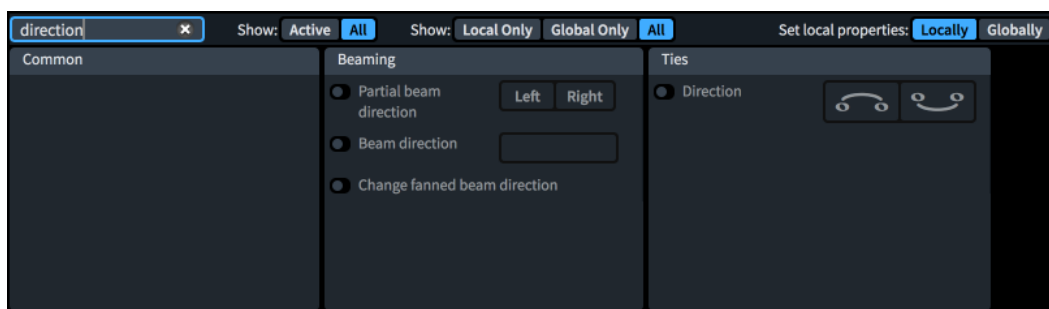 direction
Show: Active All
Show: Local Only Global Only All
Set local properties: Locally Globally
Common
Beaming
Partial beam
direction
Left Right
Beam direction
Change fanned beam direction
Ties
Direction